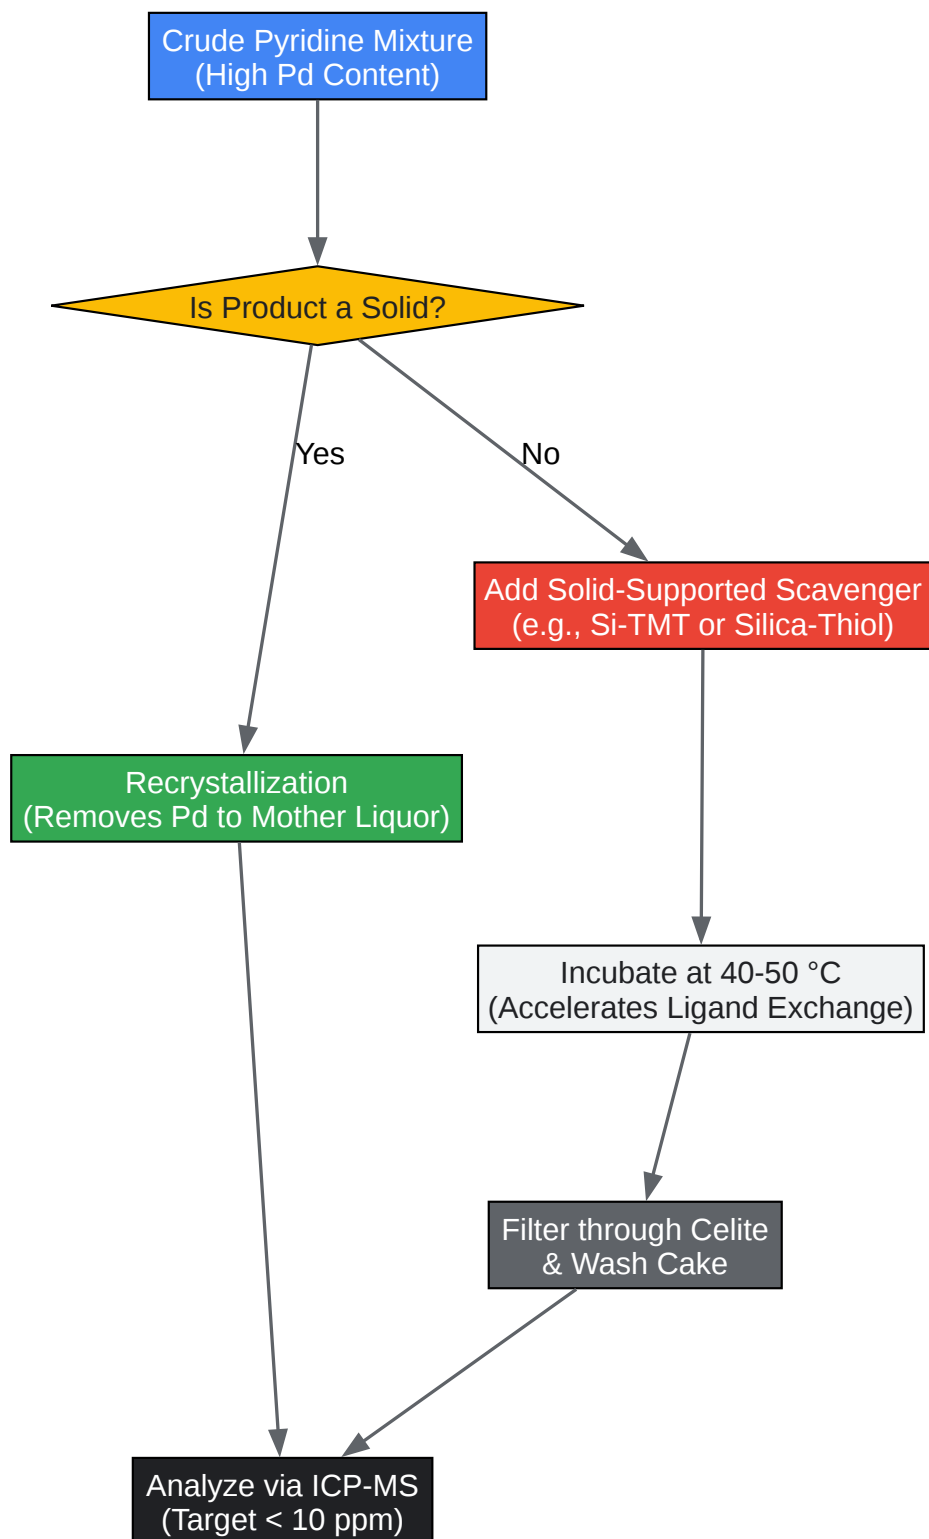 Crude Pyridine Mixture
(High Pd Content)
Is Product a Solid?
Yes
No
Add Solid-Supported Scavenger
(e.g., Si-TMT or Silica-Thiol)
Recrystallization
(Removes Pd to Mother Liquor)
Incubate at 40-50 °C
(Accelerates Ligand Exchange)
Filter through Celite
& Wash Cake
Analyze via ICP-MS
(Target < 10 ppm)